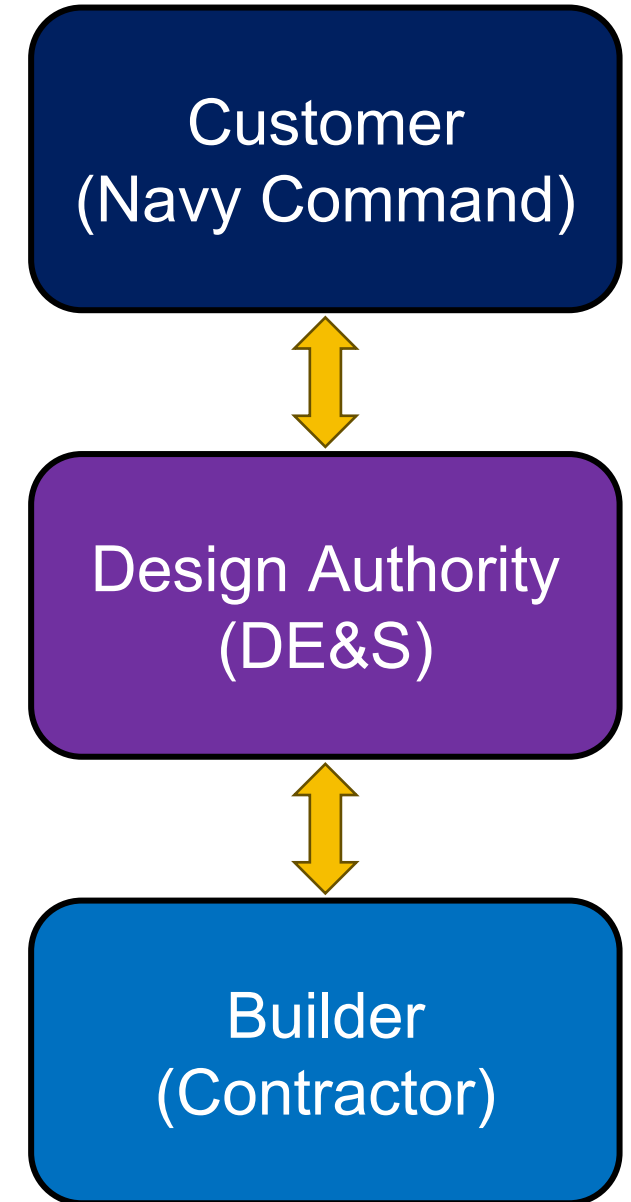 Customer
(Navy Command)
Design Authority
(DE&S)
Builder
(Contractor)